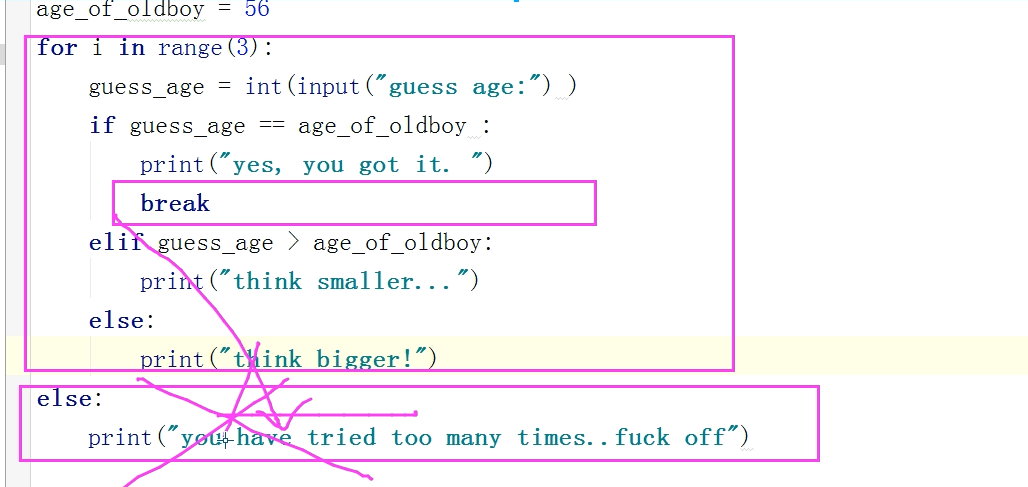 age_of_oldboy = 56
for i in range(3):
    guess_age = int(input("guess age:") )
    if guess_age == age_of_oldboy :
        print("yes, you got it. ")
        break
    elif guess_age > age_of_oldboy:
        print("think smaller...")
    else:
        print("think bigger!")
else:
    print("you have tried too many times..fuck off")